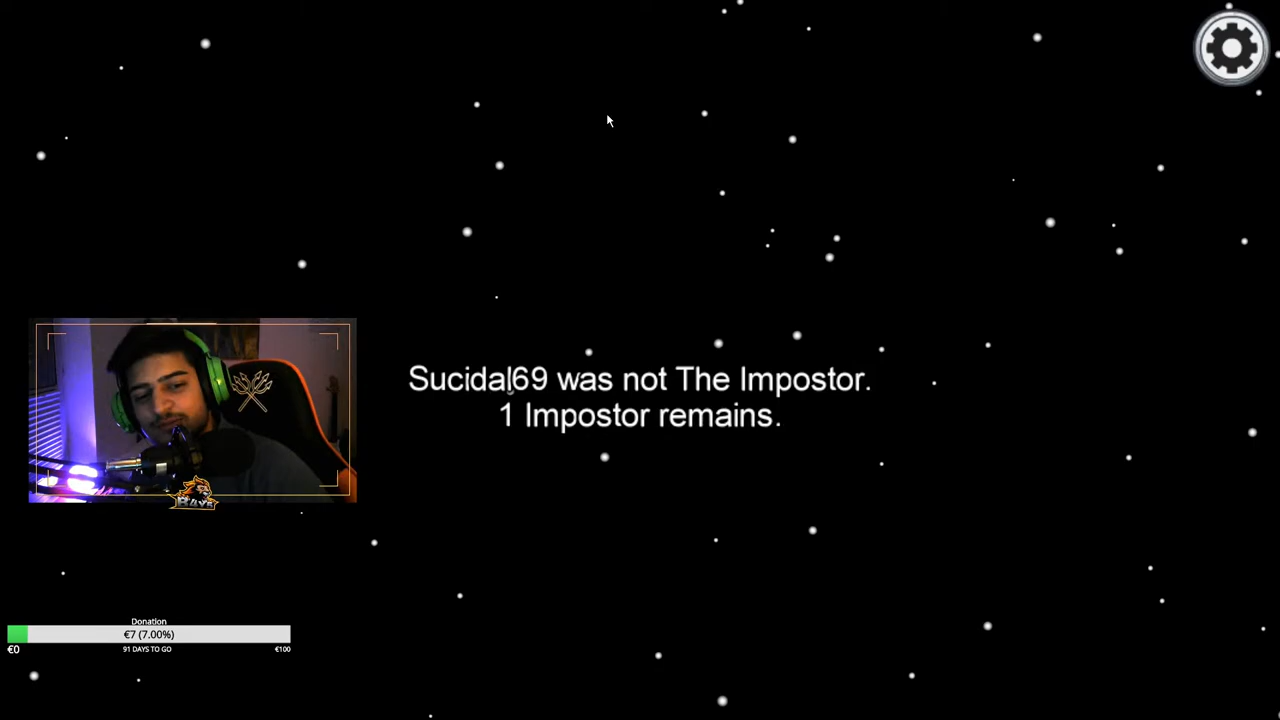 Sucidal69 was not The Impostor.
1 Impostor remains.
Donation
€7 (7.00%)
€0
91 DAYS TO GO
€100